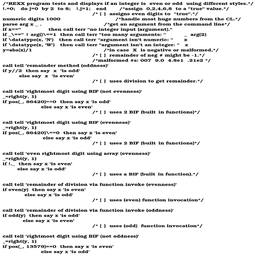 /*REXX program tests and displays if an integer is even or odd using different styles.*/
!.=0; do j=0 by 2 to 8; !.j=1; end /*assign 0,2,4,6,8 to a "true" value.*/
/* [↑] assigns even digits to "true".*/
numeric digits 1000 /*handle most huge numbers from the CL.*/
parse arg x _ . /*get an argument from the command line*/
if x=='' then call terr "no integer input (argument)."
if _\=='' | arg()\==1 then call terr "too many arguments: " _ arg(2)
if \datatype(x, 'N') then call terr "argument isn't numeric: " x
if \datatype(x, 'W') then call terr "argument isn't an integer: " x
y=abs(x)/1 /*in case X is negative or malformed,*/
/* [↑] remainder of neg # might be -1.*/
/*malformed #s: 007 9.0 4.8e1 .21e2 */
call tell 'remainder method (oddness)'
if y//2 then say x 'is odd'
else say x 'is even'
/* [↑] uses division to get remainder.*/
call tell 'rightmost digit using BIF (not evenness)'
_=right(y, 1)
if pos(_, 86420)==0 then say x 'is odd'
else say x 'is even'
/* [↑] uses 2 BIF (built in functions)*/
call tell 'rightmost digit using BIF (evenness)'
_=right(y, 1)
if pos(_, 86420)\==0 then say x 'is even'
else say x 'is odd'
/* [↑] uses 2 BIF (built in functions)*/
call tell 'even rightmost digit using array (evenness)'
_=right(y, 1)
if !._ then say x 'is even'
else say x 'is odd'
/* [↑] uses a BIF (built in function).*/
call tell 'remainder of division via function invoke (evenness)'
if even(y) then say x 'is even'
else say x 'is odd'
/* [↑] uses (even) function invocation*/
call tell 'remainder of division via function invoke (oddness)'
if odd(y) then say x 'is odd'
else say x 'is even'
/* [↑] uses (odd) function invocation*/
call tell 'rightmost digit using BIF (not oddness)'
_=right(y, 1)
if pos(_, 13579)==0 then say x 'is even'
else say x 'is odd'